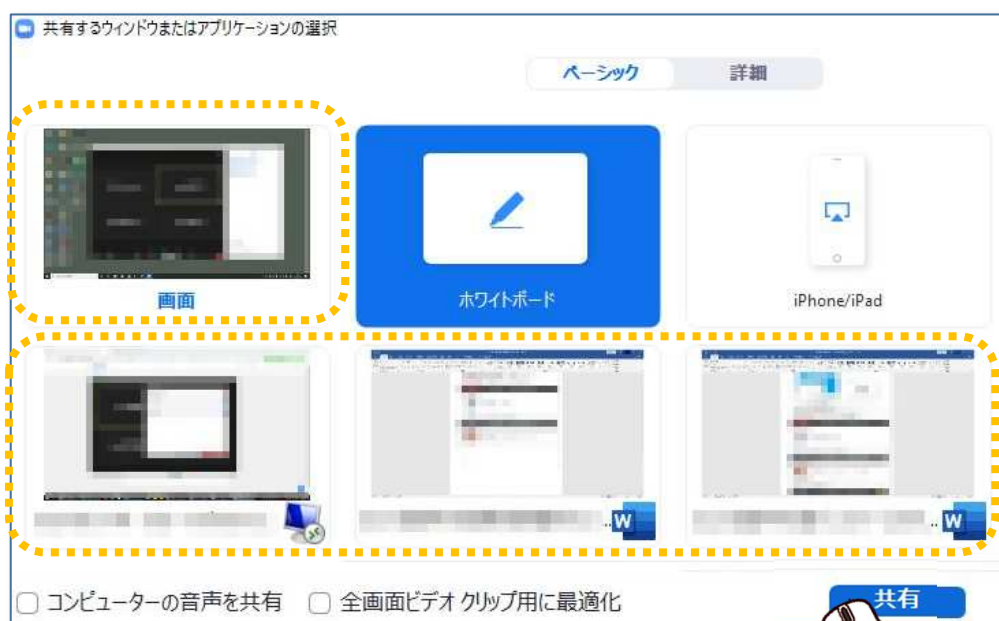 共有するウィンドウまたはアプリケーションの選択
ベーシック 詳細
画面 ホワイトボード iPhone/iPad
... W ... W
コンピューターの音声を共有 全画面ビデオ クリップ用に最適化 共有